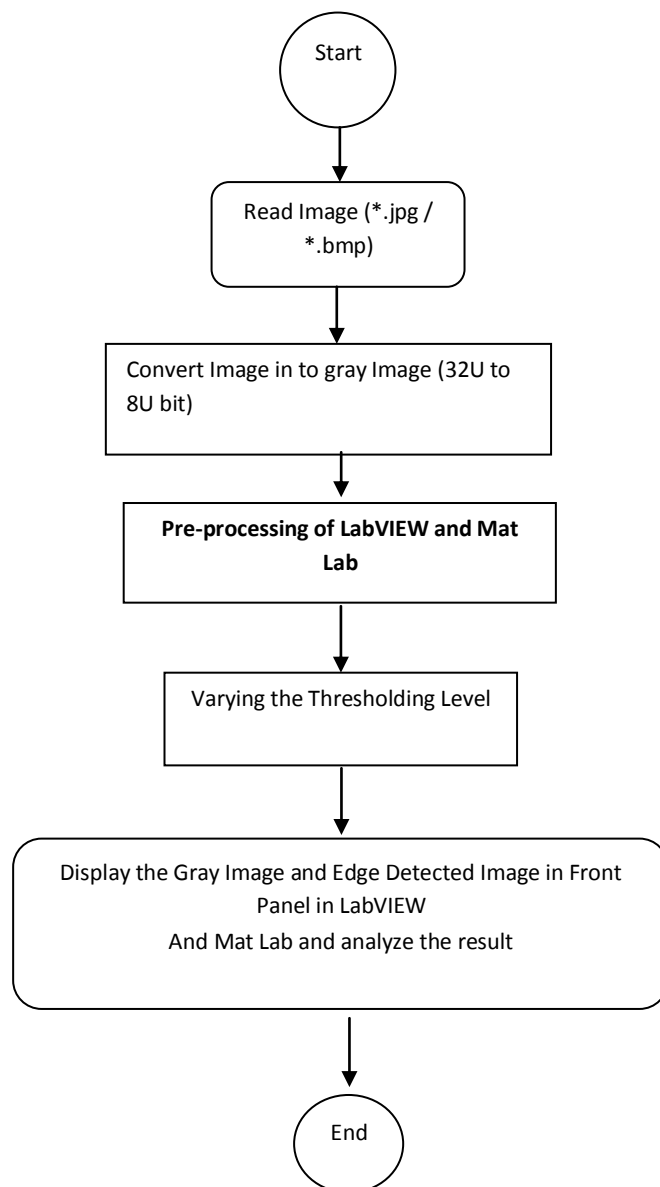 Start
Read Image (*.jpg /
*.bmp)
Convert Image in to gray Image (32U to
8U bit)
Pre-processing of LabVIEW and Mat
Lab
Varying the Thresholding Level
Display the Gray Image and Edge Detected Image in Front
Panel in LabVIEW
And Mat Lab and analyze the result
End